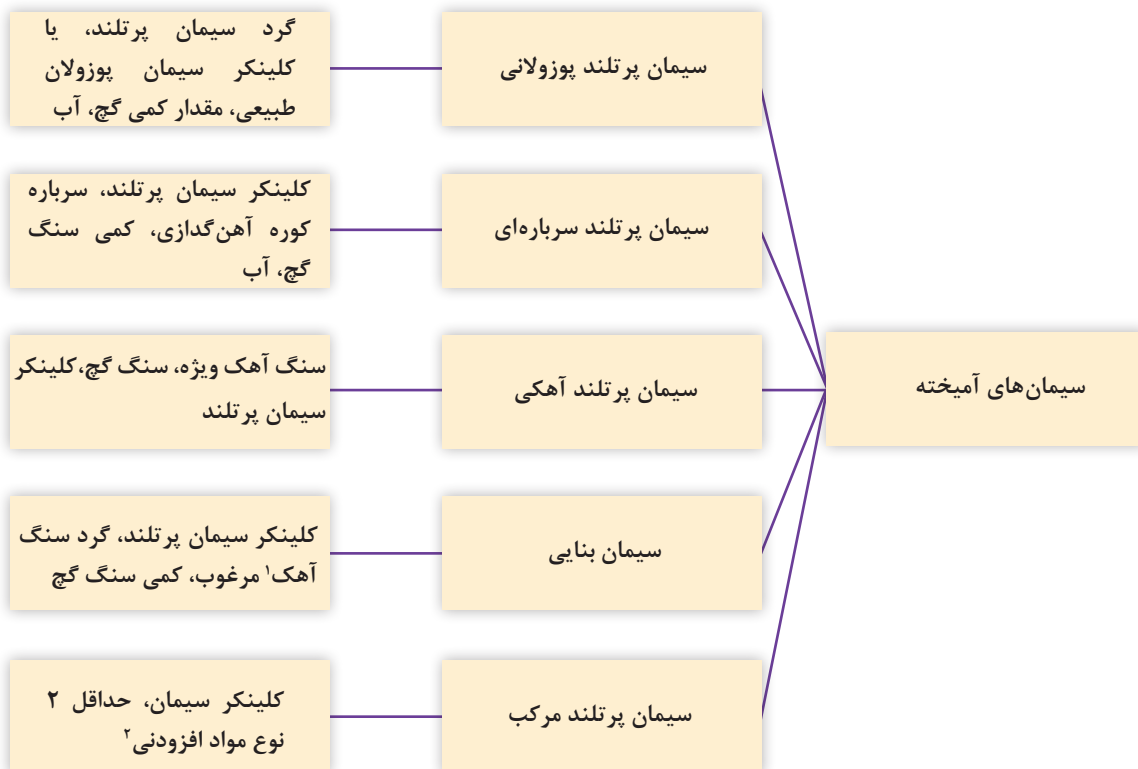 سیمان‌های آمیخته
سیمان پرتلند پوزولانی
گرد سیمان پرتلند، یا
کلینکر سیمان پوزولان
طبیعی، مقدار کمی گچ، آب
سیمان پرتلند سرباره‌ای
کلینکر سیمان پرتلند، سرباره
کوره آهن‌گدازی، کمی سنگ
گچ، آب
سیمان پرتلند آهکی
سنگ آهک ویژه، سنگ گچ،کلینکر
سیمان پرتلند
سیمان بنایی
کلینکر سیمان پرتلند، گرد سنگ
آهک۱ مرغوب، کمی سنگ گچ
سیمان پرتلند مرکب
کلینکر سیمان، حداقل ۲
نوع مواد افزودنی۲